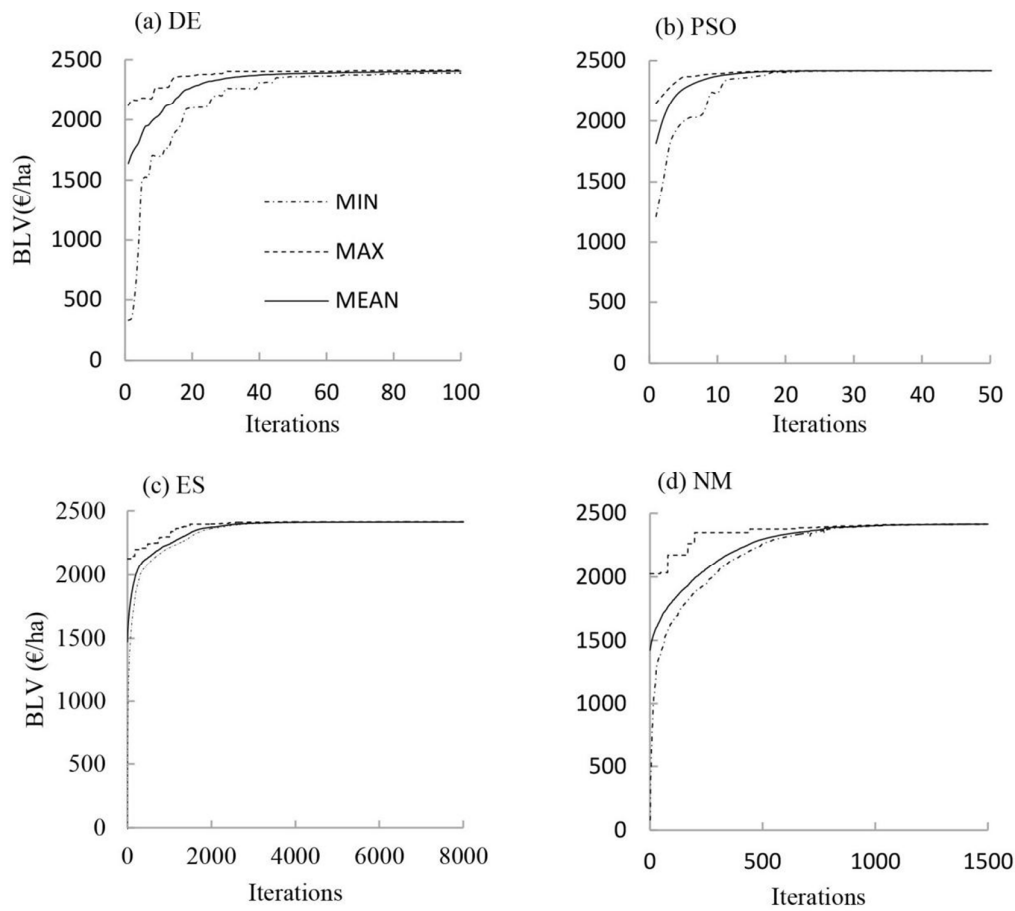 (a) DE
BLV(€/ha)
2500
2000
1500
1000
500
0
MIN
MAX
MEAN
0 20 40 60 80 100
Iterations
(b) PSO
2500
2000
1500
1000
500
0
0 10 20 30 40 50
Iterations
(c) ES
BLV (€/ha)
2500
2000
1500
1000
500
0
0 2000 4000 6000 8000
Iterations
(d) NM
2500
2000
1500
1000
500
0
0 500 1000 1500
Iterations